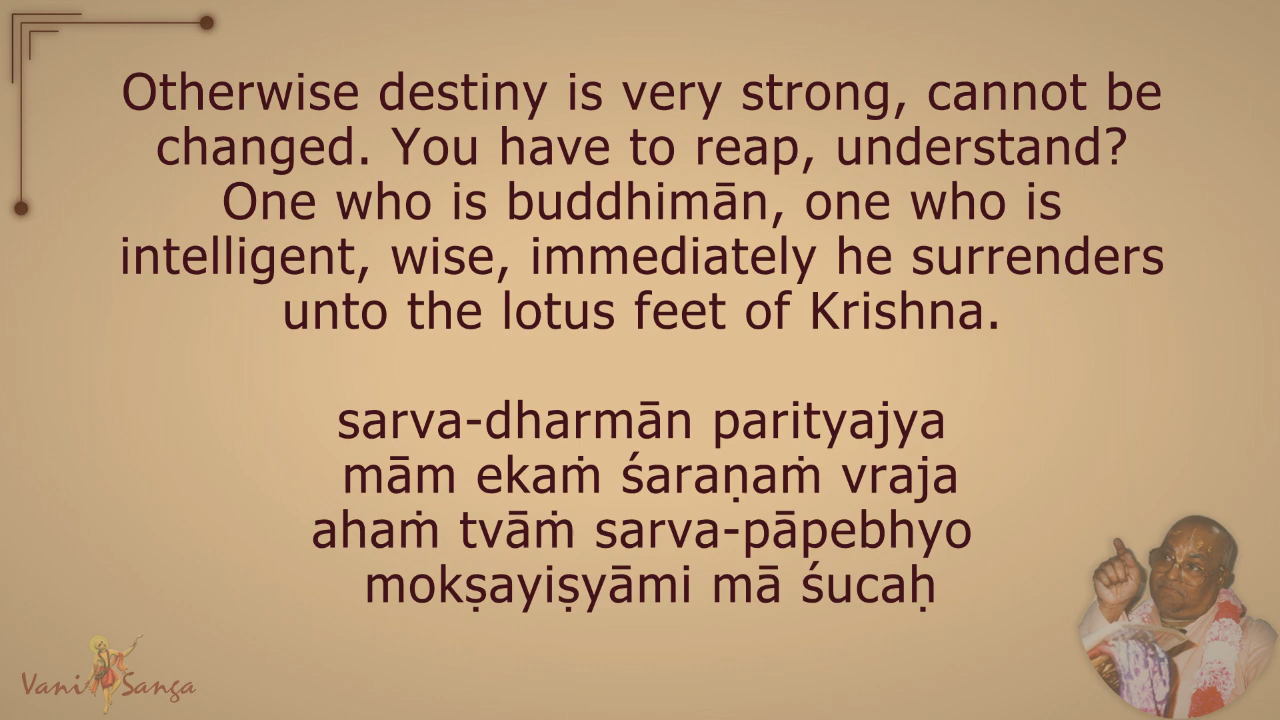 Otherwise destiny is very strong, cannot be
changed. You have to reap, understand?
One who is buddhimān, one who is
intelligent, wise, immediately he surrenders
unto the lotus feet of Krishna.
sarva-dharmān parityajya
mām ekaṁ śaraṇaṁ vraja
ahaṁ tvāṁ sarva-pāpebhyo
mokṣayiṣyāmi mā śucaḥ
Vani Sanga